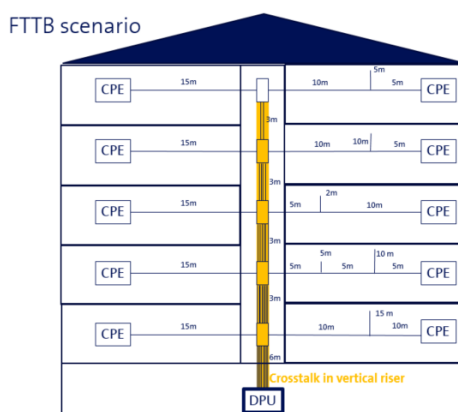 FTTB scenario
5m
CPE 15m 10m 5m CPE
3m
CPE 15m 10m 10m 5m CPE
3m
2m
CPE 15m 5m 10m CPE
3m
5m 10 m
CPE 15m 5m 5m 5m CPE
3m
15 m
CPE 15m 10m 10m CPE
6m
Crosstalk in vertical riser
DPU